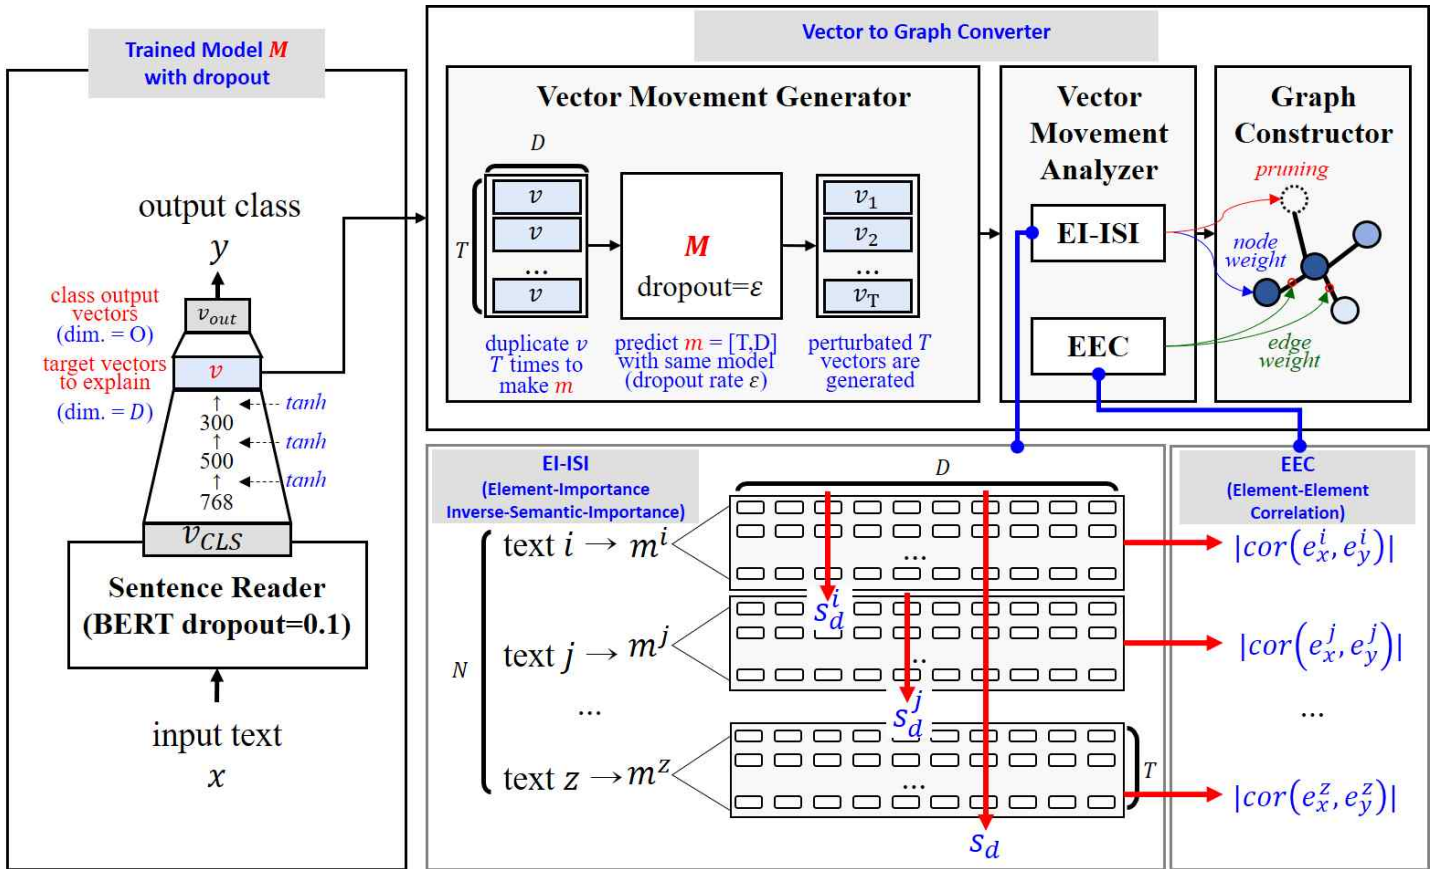 Trained Model M
with dropout
output class
y
class output
vectors
(dim. = O)
v_out
target vectors
to explain
(dim. = D)
v
↑
tanh
300
↑
tanh
500
↑
tanh
768
v_CLS
Sentence Reader
(BERT dropout=0.1)
input text
x
Vector to Graph Converter
Vector Movement Generator
D
T
v
v
...
v
M
dropout=ε
v_1
v_2
...
v_T
duplicate v
T times to
make m
predict m = [T,D]
with same model
(dropout rate ε)
perturbated T
vectors are
generated
Vector
Movement
Analyzer
EI-ISI
EEC
Graph
Constructor
pruning
node
weight
edge
weight
EI-ISI
(Element-Importance
Inverse-Semantic-Importance)
D
N
text i → m^i
...
s_d^i
text j → m^j
..
s_d^j
...
text z → m^z
...
T
s_d
EEC
(Element-Element
Correlation)
|cor(e_x^i, e_y^i)|
|cor(e_x^j, e_y^j)|
...
|cor(e_x^z, e_y^z)|